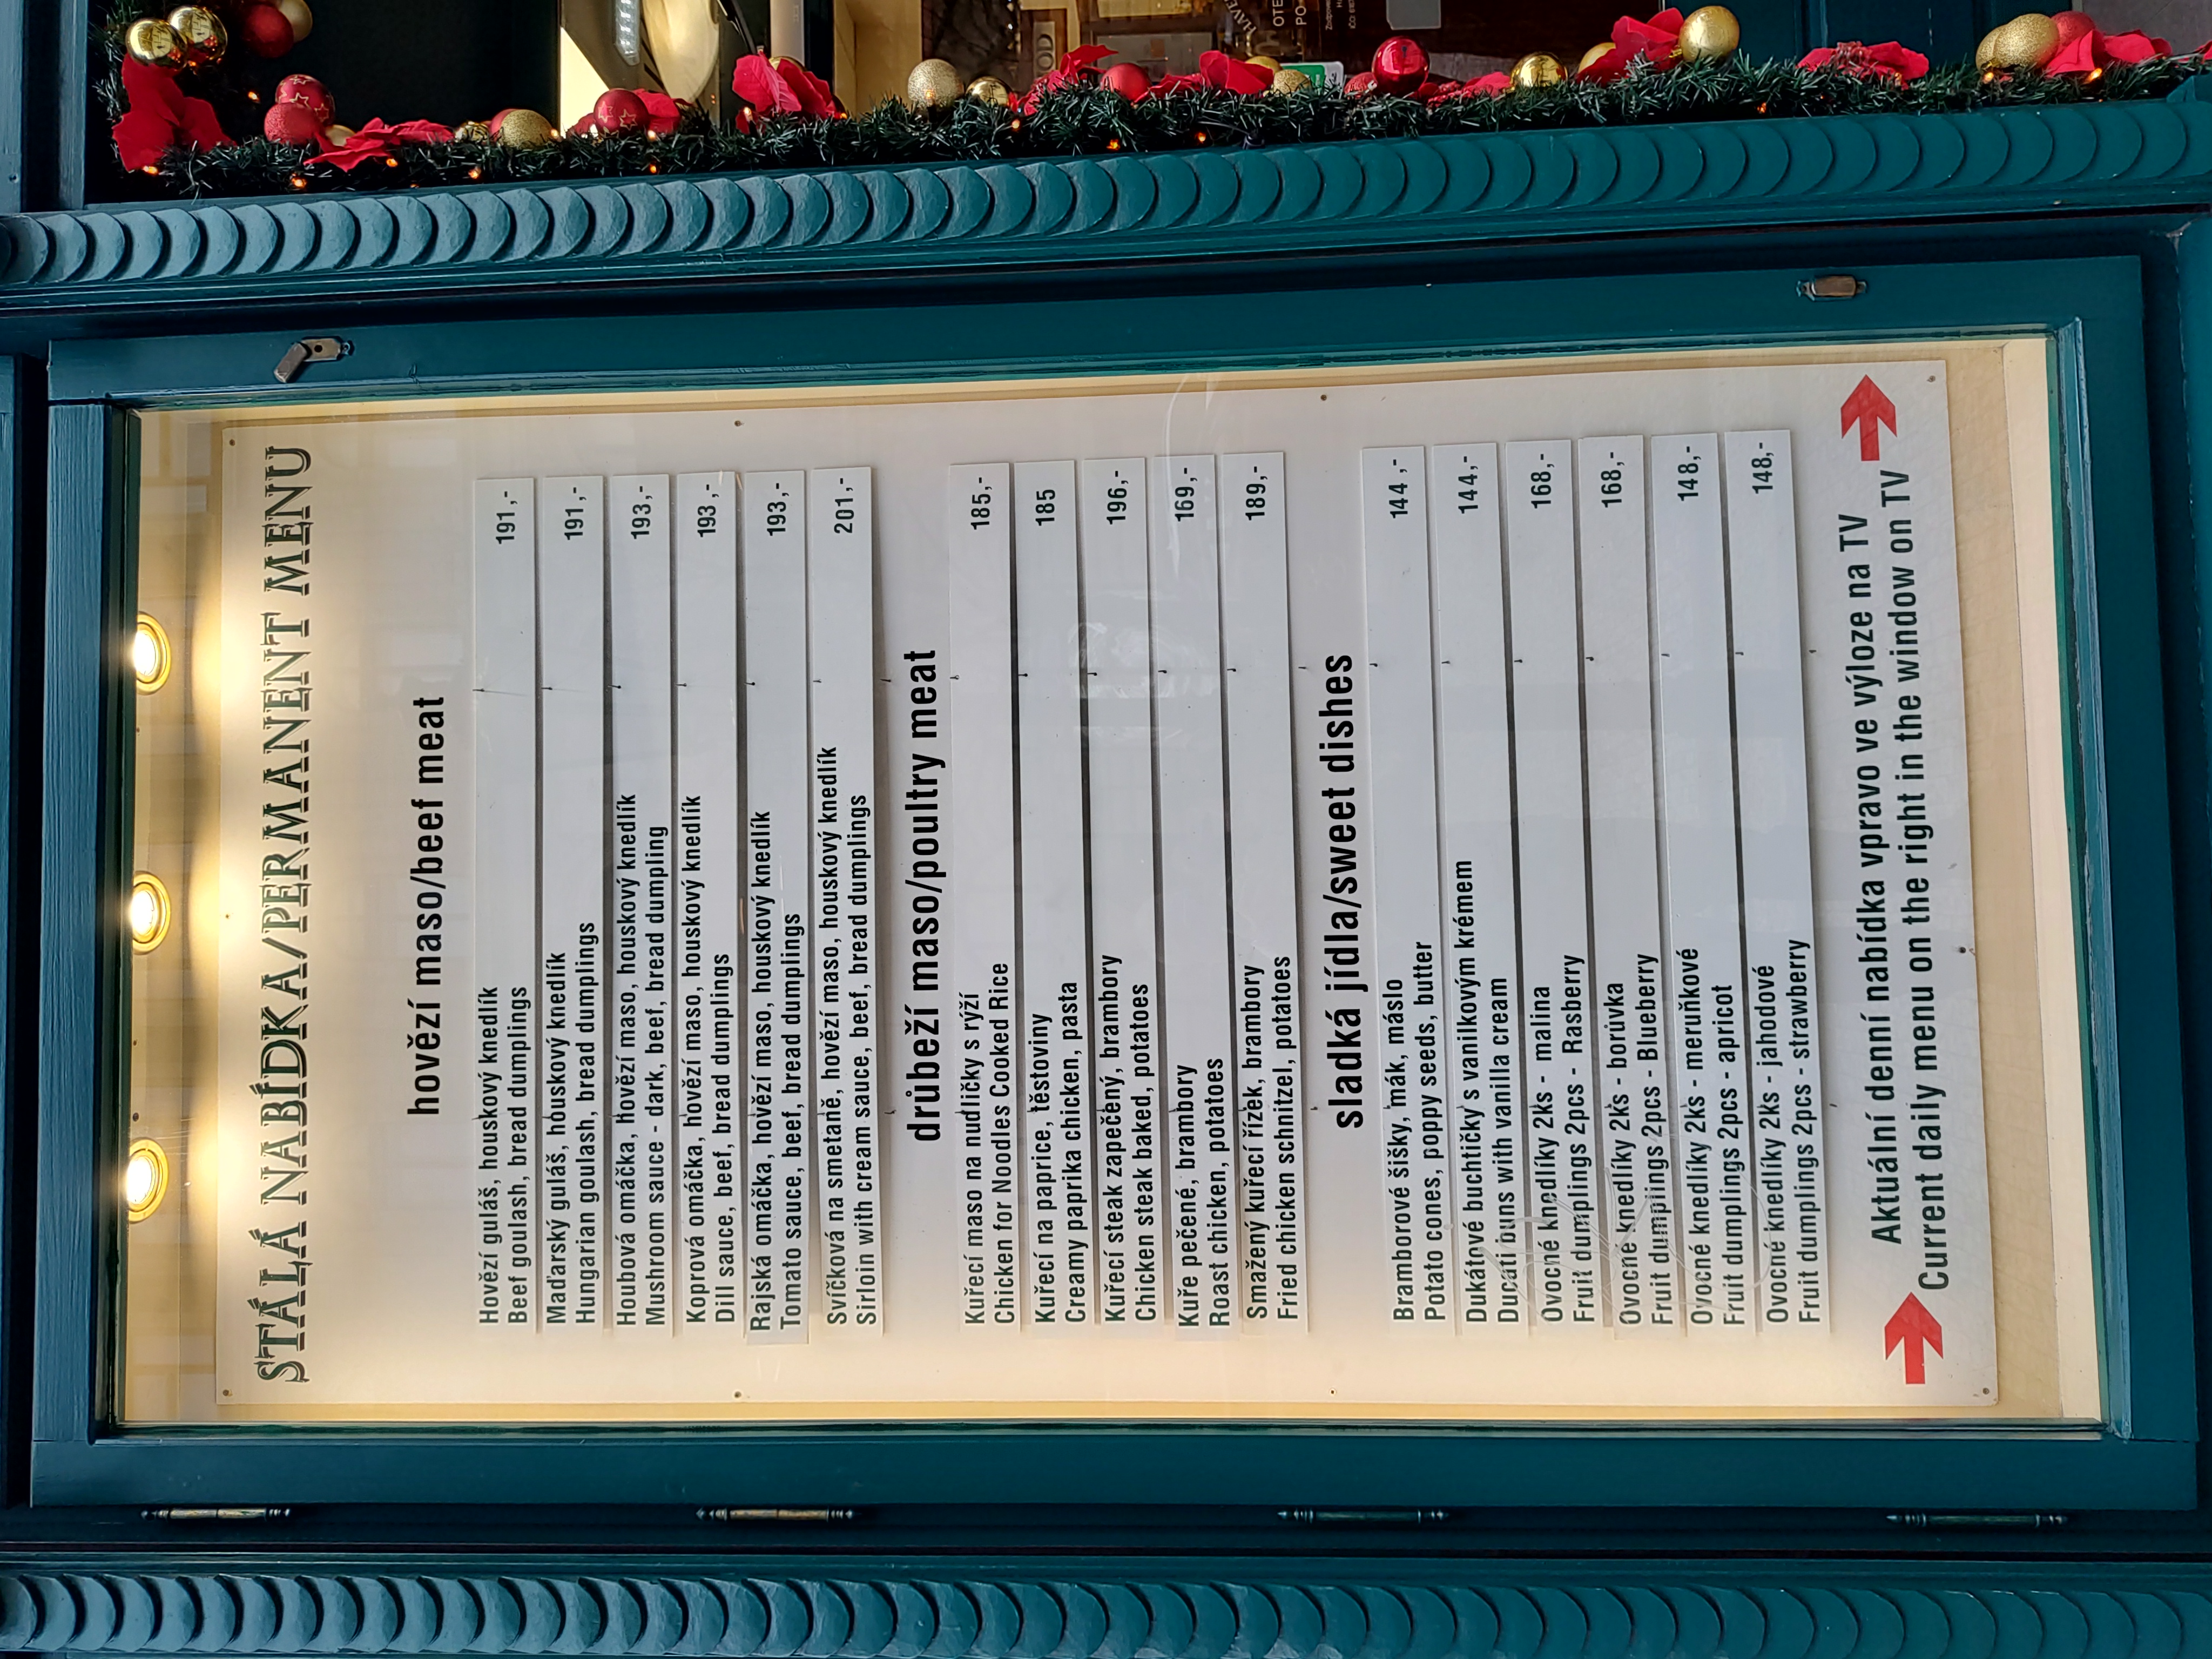 STÁLÁ NABÍDKA/PERMANENT MENU
hovězí maso/beef meat
Hovězí guláš, houskový knedlík 191,-
Beef goulash, bread dumplings
Maďarský guláš, houskový knedlík 191,-
Hungarian goulash, bread dumplings
Houbová omáčka, hovězí maso, houskový knedlík 193,-
Mushroom sauce - dark, beef, bread dumpling
Koprová omáčka, hovězí maso, houskový knedlík 193,-
Dill sauce, beef, bread dumplings
Rajská omáčka, hovězí maso, houskový knedlík 193,-
Tomato sauce, beef, bread dumplings
Svíčková na smetaně, hovězí maso, houskový knedlík 201,-
Sirloin with cream sauce, beef, bread dumplings
drůbeží maso/poultry meat
Kuřecí maso na nudličky s rýží 185,-
Chicken for Noodles Cooked Rice
Kuřecí na paprice, těstoviny 185
Creamy paprika chicken, pasta
Kuřecí steak zapečený, brambory 196,-
Chicken steak baked, potatoes
Kuře pečené, brambory 169,-
Roast chicken, potatoes
Smažený kuřecí řízek, brambory 189,-
Fried chicken schnitzel, potatoes
sladká jídla/sweet dishes
Bramborové šišky, mák, máslo 144,-
Potato cones, poppy seeds, butter
Dukátové buchtičky s vanilkovým krémem 144,-
Ducat buns with vanilla cream
Ovocné knedlíky 2ks - malina 168,-
Fruit dumplings 2pcs - Rasberry
Ovocné knedlíky 2ks - borůvka 168,-
Fruit dumplings 2pcs - Blueberry
Ovocné knedlíky 2ks - meruňkové 148,-
Fruit dumplings 2pcs - apricot
Ovocné knedlíky 2ks - jahodové 148,-
Fruit dumplings 2pcs - strawberry
Aktuální denní nabídka vpravo ve výloze na TV
Current daily menu on the right in the window on TV